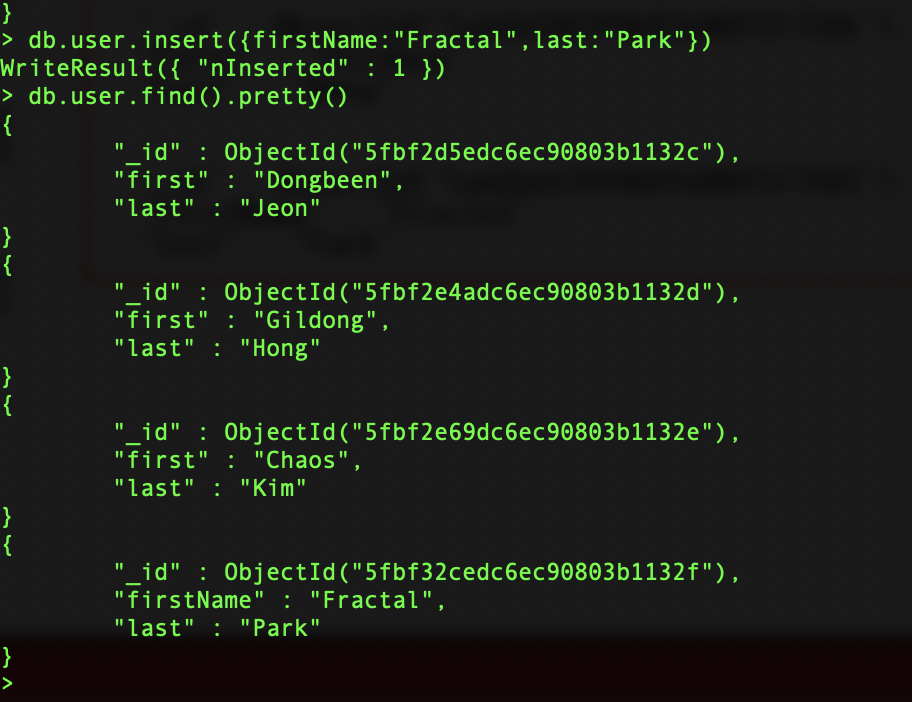 }
> db.user.insert({firstName:"Fractal",last:"Park"})
WriteResult({ "nInserted" : 1 })
> db.user.find().pretty()
{
"_id" : ObjectId("5fbf2d5edc6ec90803b1132c"),
"first" : "Dongbeen",
"last" : "Jeon"
}
{
"_id" : ObjectId("5fbf2e4adc6ec90803b1132d"),
"first" : "Gildong",
"last" : "Hong"
}
{
"_id" : ObjectId("5fbf2e69dc6ec90803b1132e"),
"first" : "Chaos",
"last" : "Kim"
}
{
"_id" : ObjectId("5fbf32cedc6ec90803b1132f"),
"firstName" : "Fractal",
"last" : "Park"
}
>